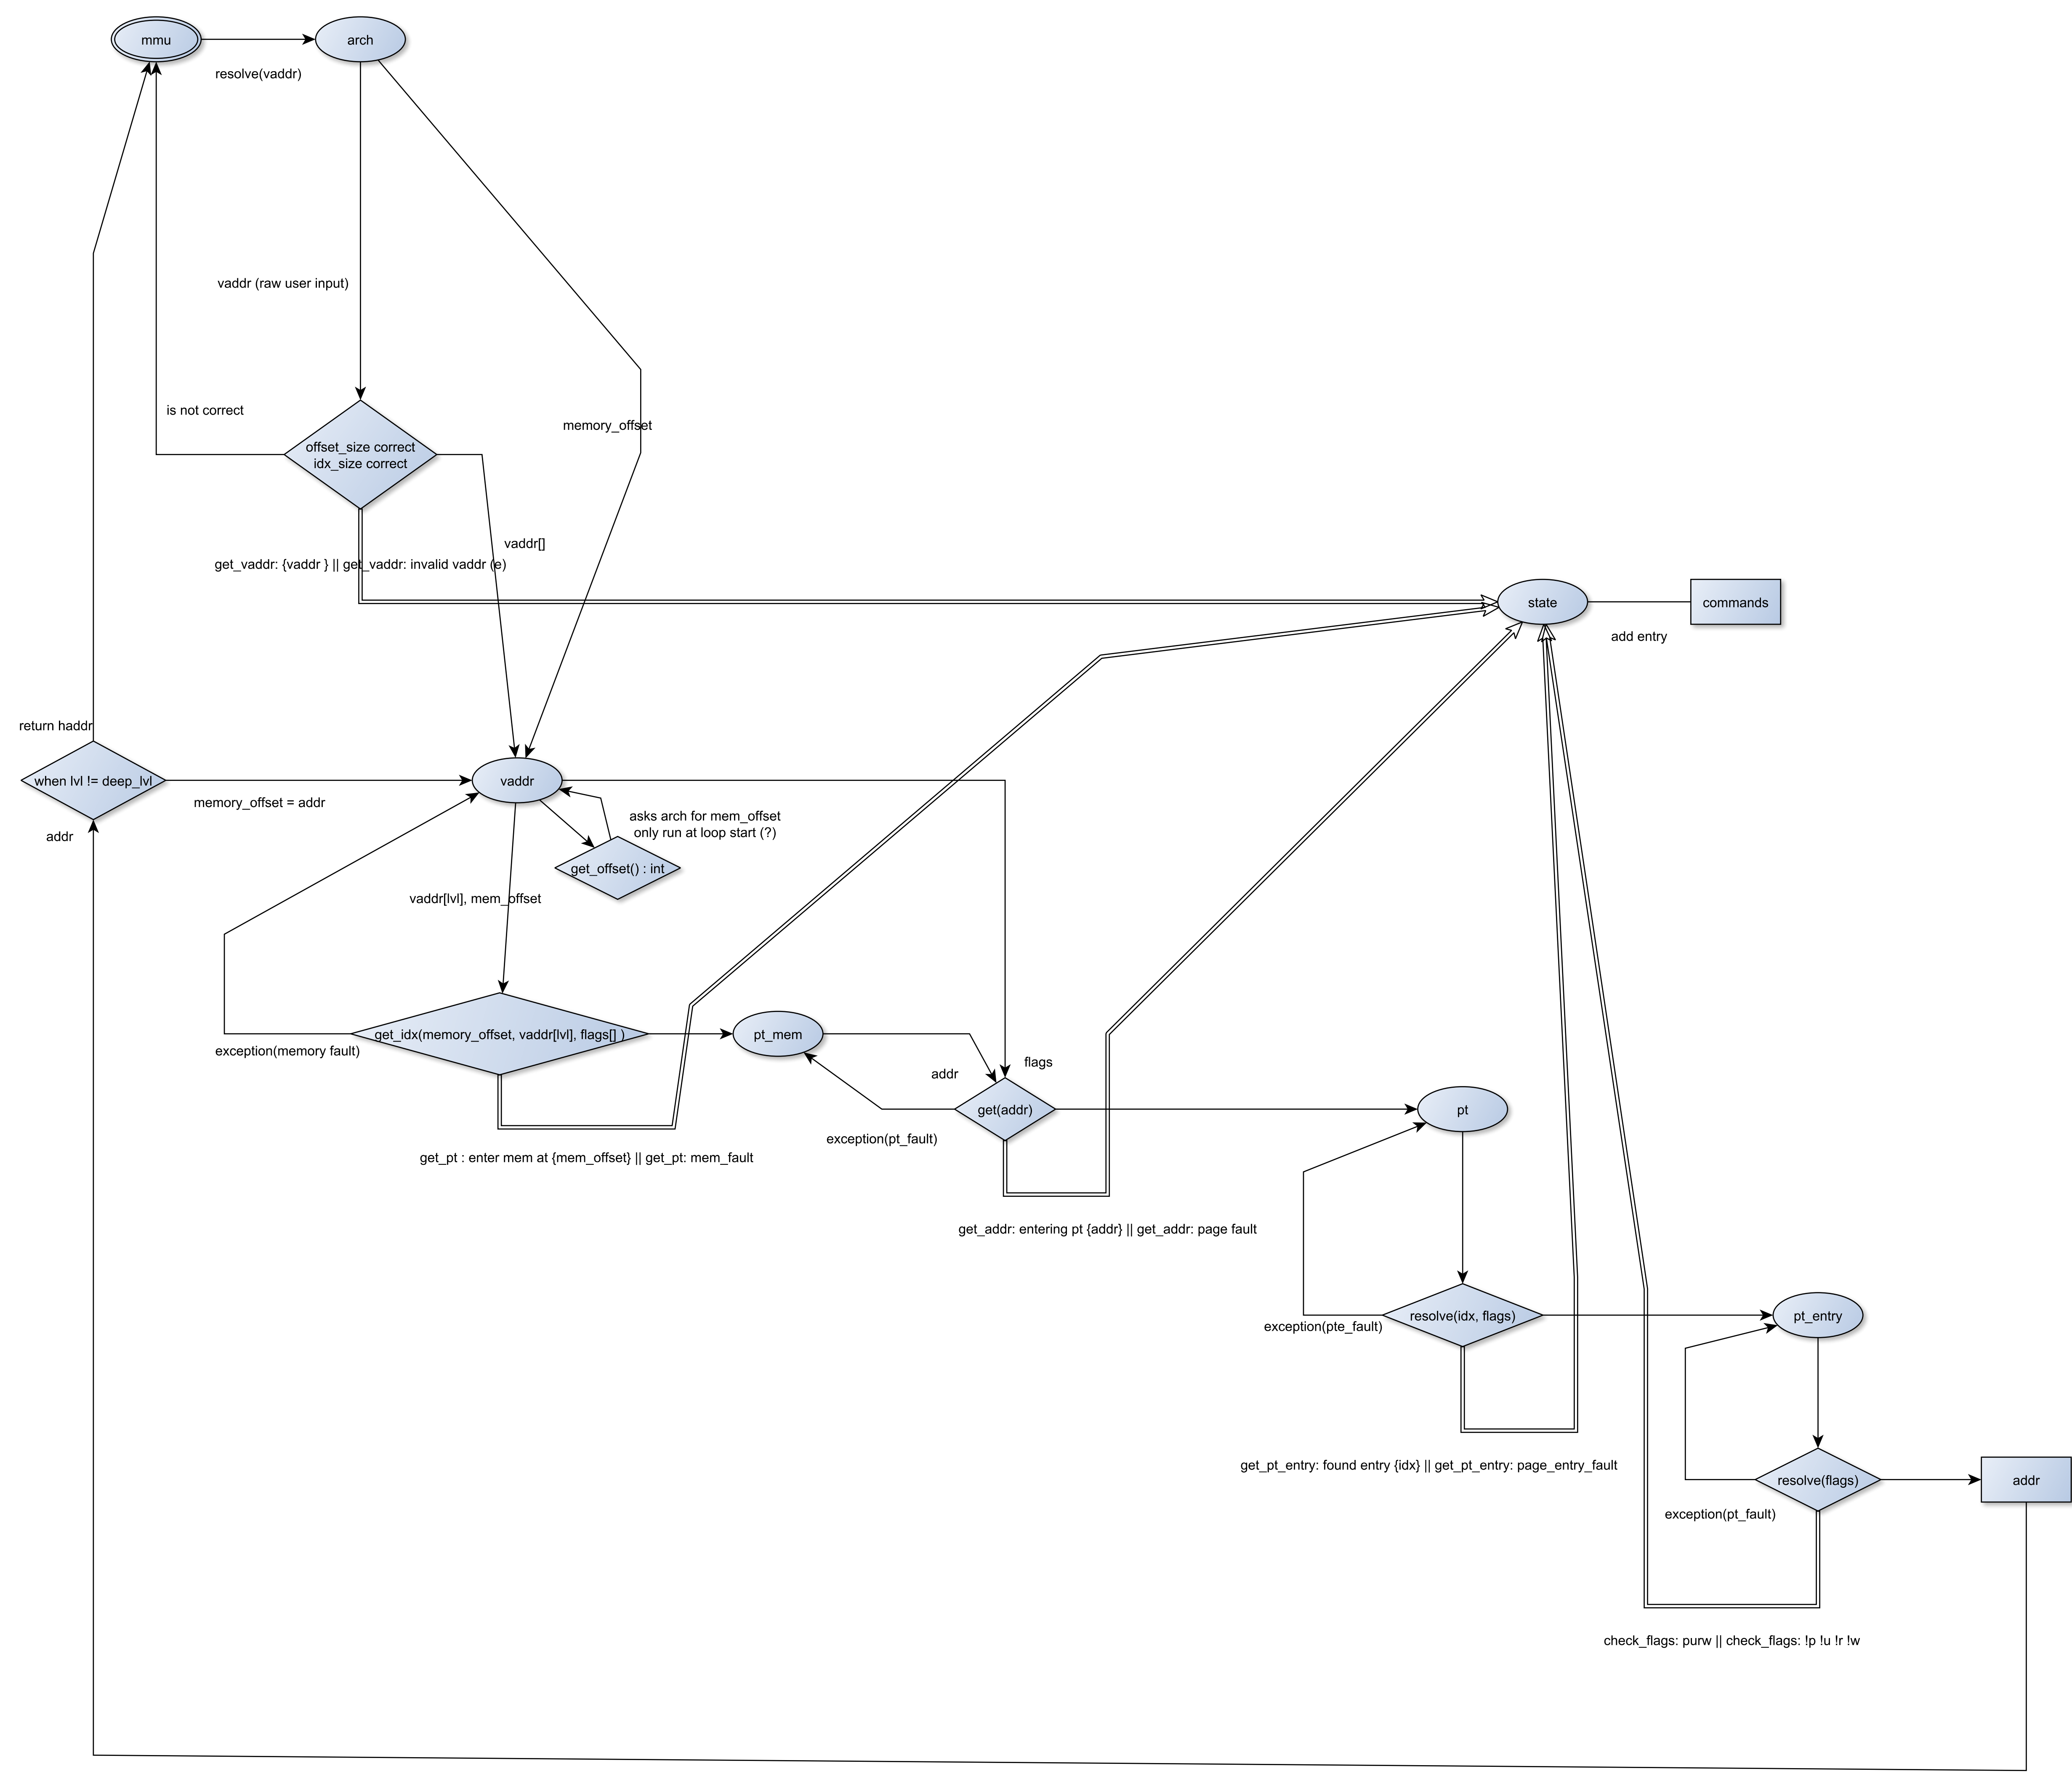 mmu
arch
resolve(vaddr)
vaddr (raw user input)
is not correct
memory_offset
offset_size correct
idx_size correct
vaddr[]
get_vaddr: {vaddr } || get_vaddr: invalid vaddr (e)
state
commands
add entry
return haddr
when lvl != deep_lvl
vaddr
memory_offset = addr
addr
asks arch for mem_offset
only run at loop start (?)
get_offset() : int
vaddr[lvl], mem_offset
get_idx(memory_offset, vaddr[lvl], flags[] )
pt_mem
exception(memory fault)
flags
addr
get(addr)
pt
exception(pt_fault)
get_pt : enter mem at {mem_offset} || get_pt: mem_fault
get_addr: entering pt {addr} || get_addr: page fault
resolve(idx, flags)
pt_entry
exception(pte_fault)
get_pt_entry: found entry {idx} || get_pt_entry: page_entry_fault
resolve(flags)
addr
exception(pt_fault)
check_flags: purw || check_flags: !p !u !r !w